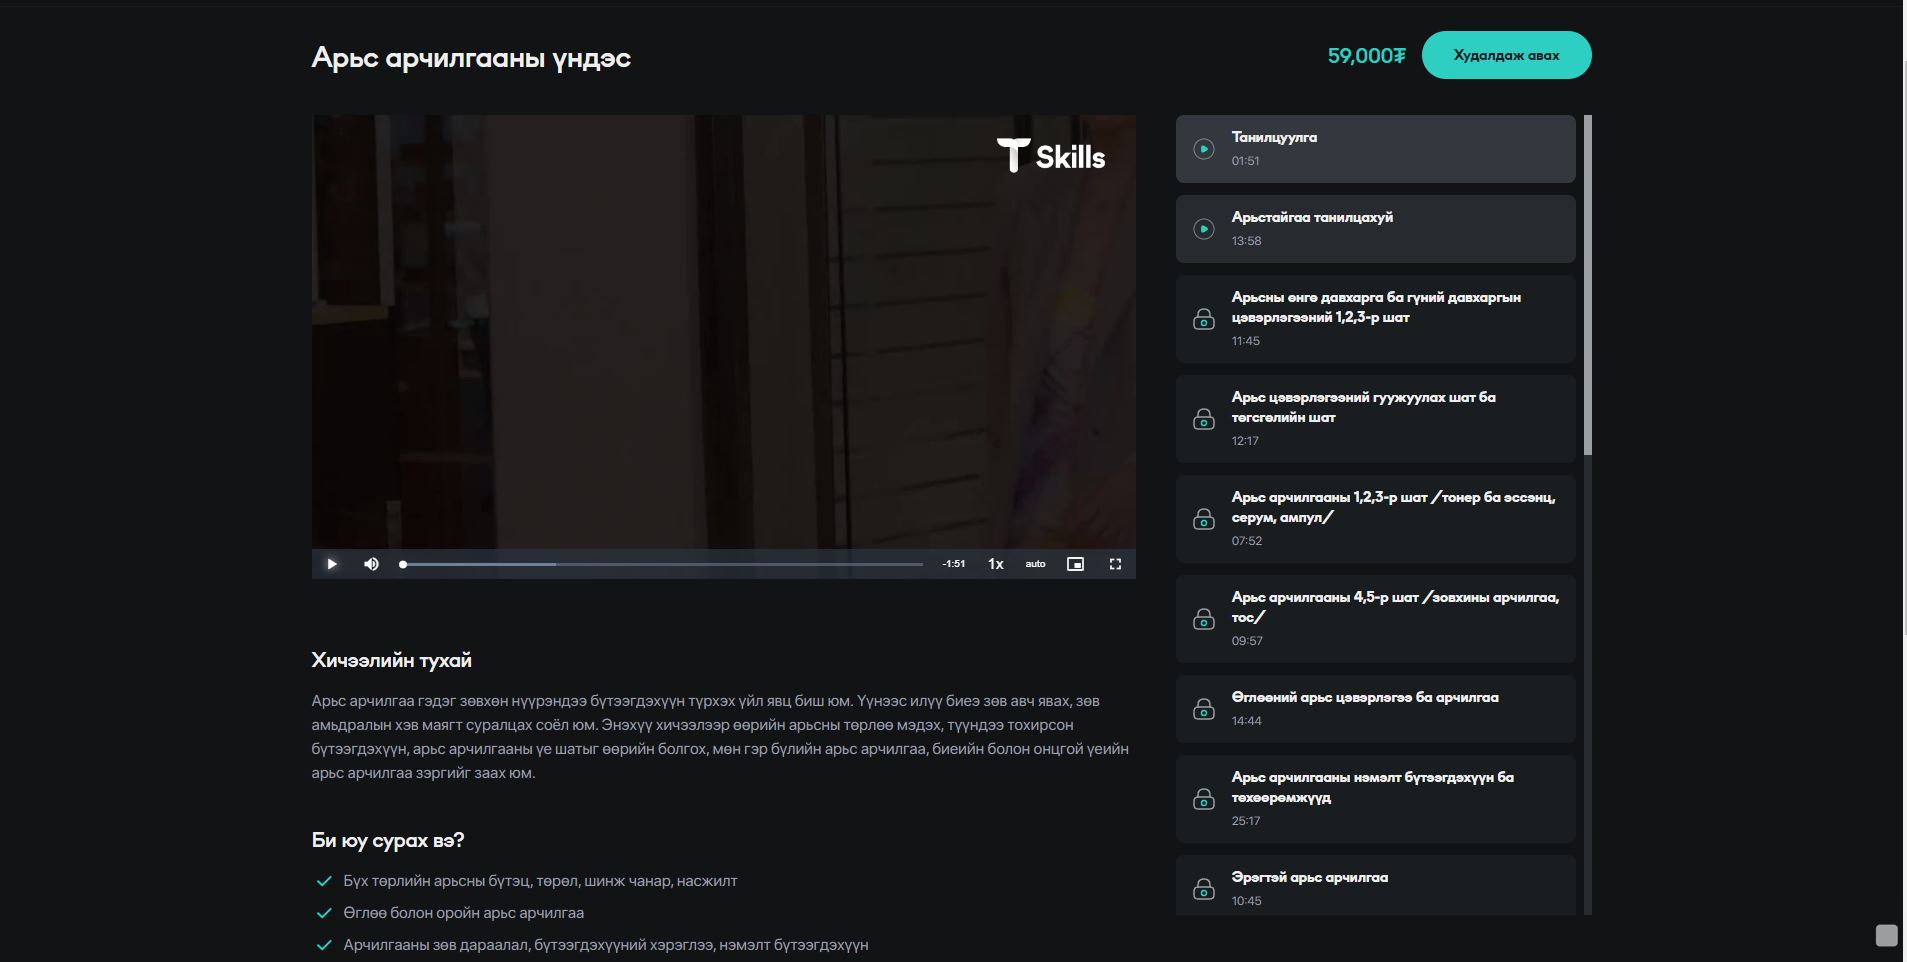 Арьс арчилгааны үндэс
59,000₮
Худалдаж авах
T Skills
-1:51
1x
auto
Танилцуулга
01:51
Арьстайгаа танилцахуй
13:58
Арьсны өнгө давхарга ба гүний давхаргын
цэвэрлэгээний 1,2,3-р шат
11:45
Арьс цэвэрлэгээний гуужуулах шат ба
төгсгөлийн шат
12:17
Арьс арчилгааны 1,2,3-р шат /тонер ба эссэнц,
серум, ампул/
07:52
Арьс арчилгааны 4,5-р шат /зовхины арчилгаа,
тос/
09:57
Өглөөний арьс цэвэрлэгээ ба арчилгаа
14:44
Арьс арчилгааны нэмэлт бүтээгдэхүүн ба
төхөөрөмжүүд
25:17
Эрэгтэй арьс арчилгаа
10:45
Хичээлийн тухай
Арьс арчилгаа гэдэг зөвхөн нүүрэндээ бүтээгдэхүүн түрхэх үйл явц биш юм. Үүнээс илүү биеэ зөв авч явах, зөв
амьдралын хэв маягт суралцах соёл юм. Энэхүү хичээлээр өөрийн арьсны төрлөө мэдэх, түүндээ тохирсон
бүтээгдэхүүн, арьс арчилгааны үе шатыг өөрийн болгох, мөн гэр бүлийн арьс арчилгаа, биеийн болон онцгой үеийн
арьс арчилгаа зэргийг заах юм.
Би юу сурах вэ?
Бүх төрлийн арьсны бүтэц, төрөл, шинж чанар, насжилт
Өглөө болон оройн арьс арчилгаа
Арчилгааны зөв дараалал, бүтээгдэхүүний хэрэглээ, нэмэлт бүтээгдэхүүн